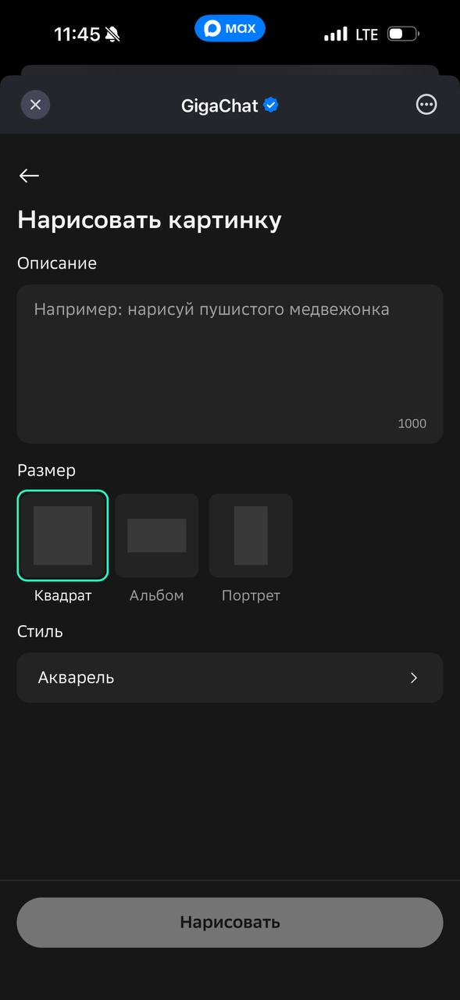 11:45
max
LTE
GigaChat
Нарисовать картинку
Описание
Например: нарисуй пушистого медвежонка
1000
Размер
Квадрат
Альбом
Портрет
Стиль
Акварель
Нарисовать